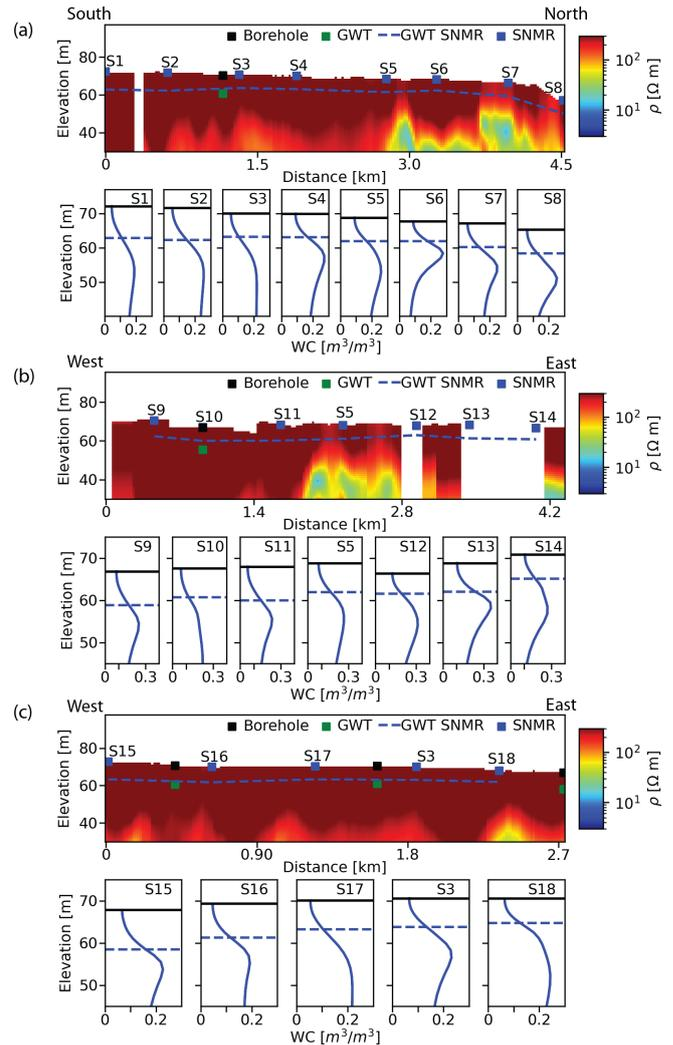 (a)
South North
Borehole GWT GWT SNMR SNMR
S1 S2 S3 S4 S5 S6 S7 S8
Elevation [m]
80
60
40
0 1.5 3.0 4.5
Distance [km]
10² 10¹
ρ [Ω m]
S1 S2 S3 S4 S5 S6 S7 S8
Elevation [m]
70
60
50
0 0.2 0 0.2 0 0.2 0 0.2 0 0.2 0 0.2 0 0.2 0 0.2
WC [m³/m³]
(b)
West East
Borehole GWT GWT SNMR SNMR
S9 S10 S11 S5 S12 S13 S14
Elevation [m]
80
60
40
0 1.4 2.8 4.2
Distance [km]
10² 10¹
ρ [Ω m]
S9 S10 S11 S5 S12 S13 S14
Elevation [m]
70
60
50
0 0.3 0 0.3 0 0.3 0 0.3 0 0.3 0 0.3 0 0.3
WC [m³/m³]
(c)
West East
Borehole GWT GWT SNMR SNMR
S15 S16 S17 S3 S18
Elevation [m]
80
60
40
0 0.90 1.8 2.7
Distance [km]
10² 10¹
ρ [Ω m]
S15 S16 S17 S3 S18
Elevation [m]
70
60
50
0 0.2 0 0.2 0 0.2 0 0.2 0 0.2
WC [m³/m³]